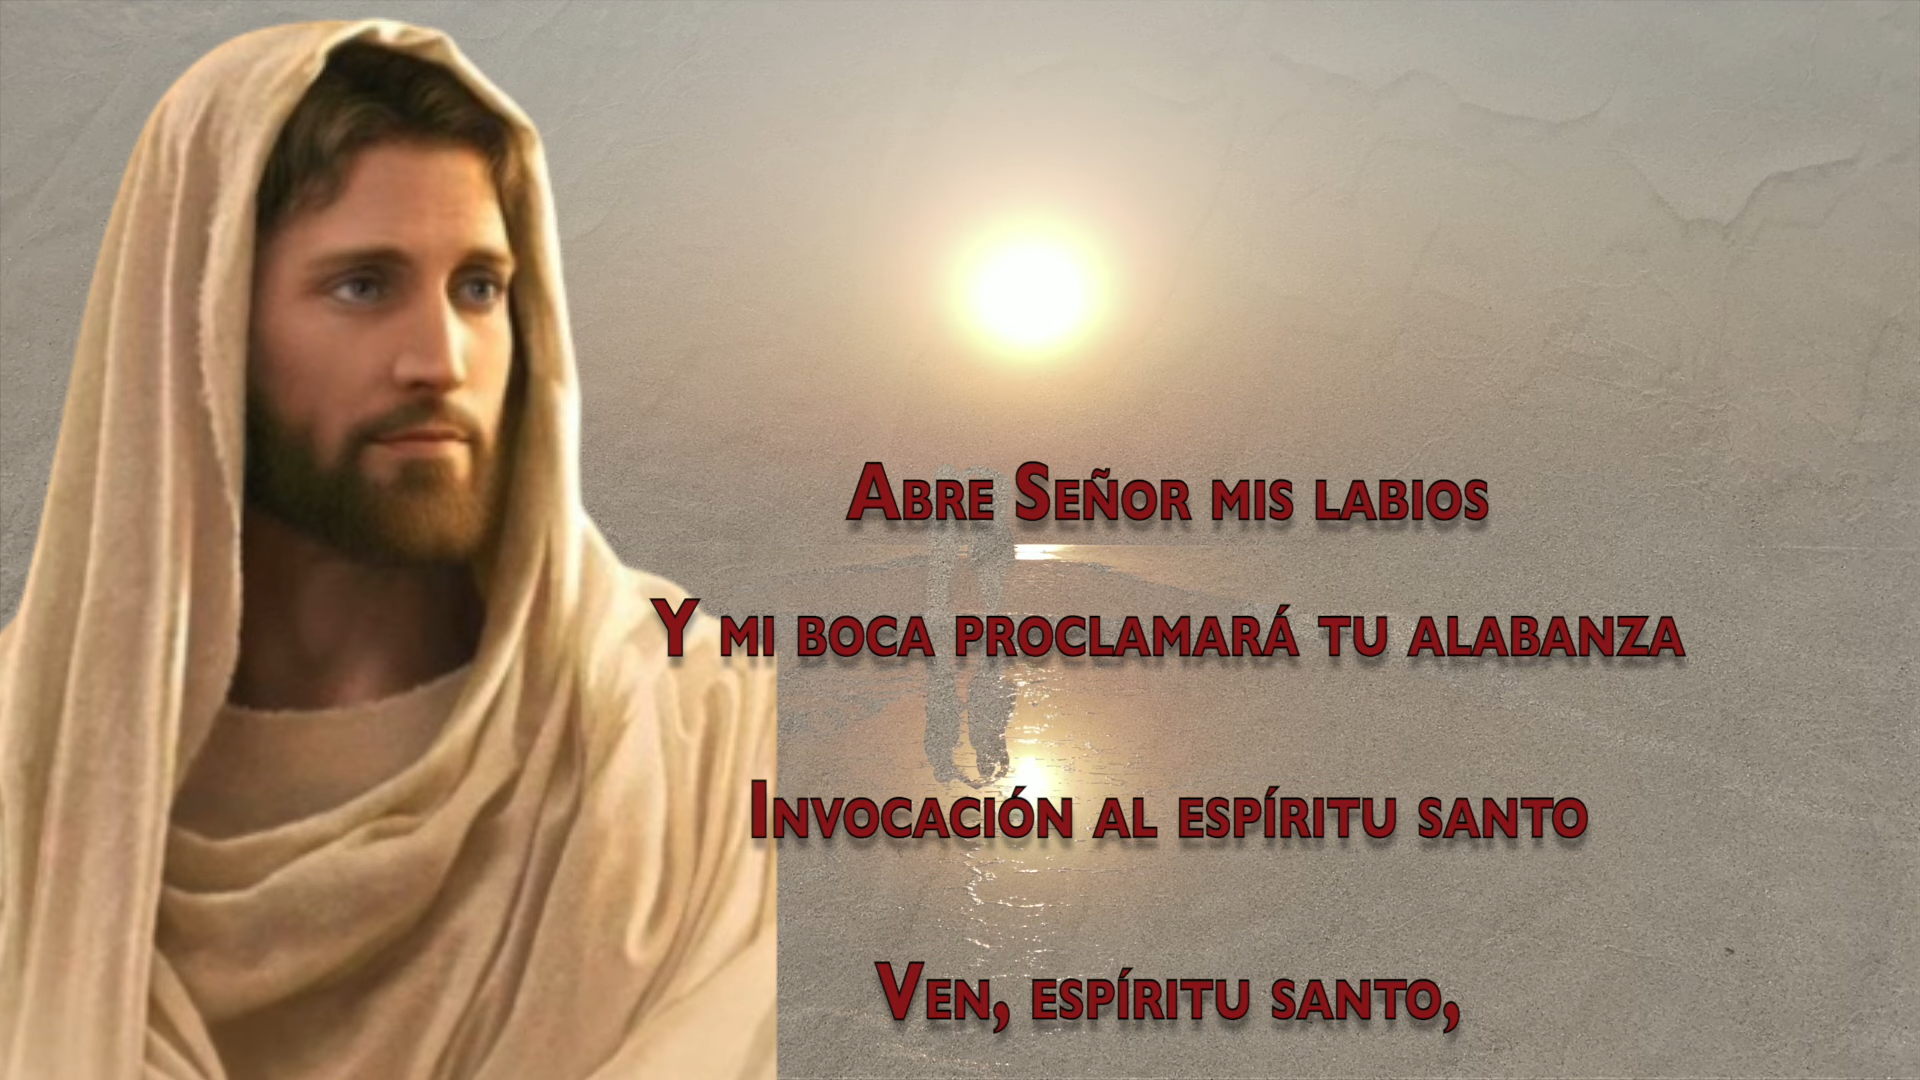 Abre Señor mis labios
Y mi boca proclamará tu alabanza
Invocación al espíritu santo
Ven, espíritu santo,